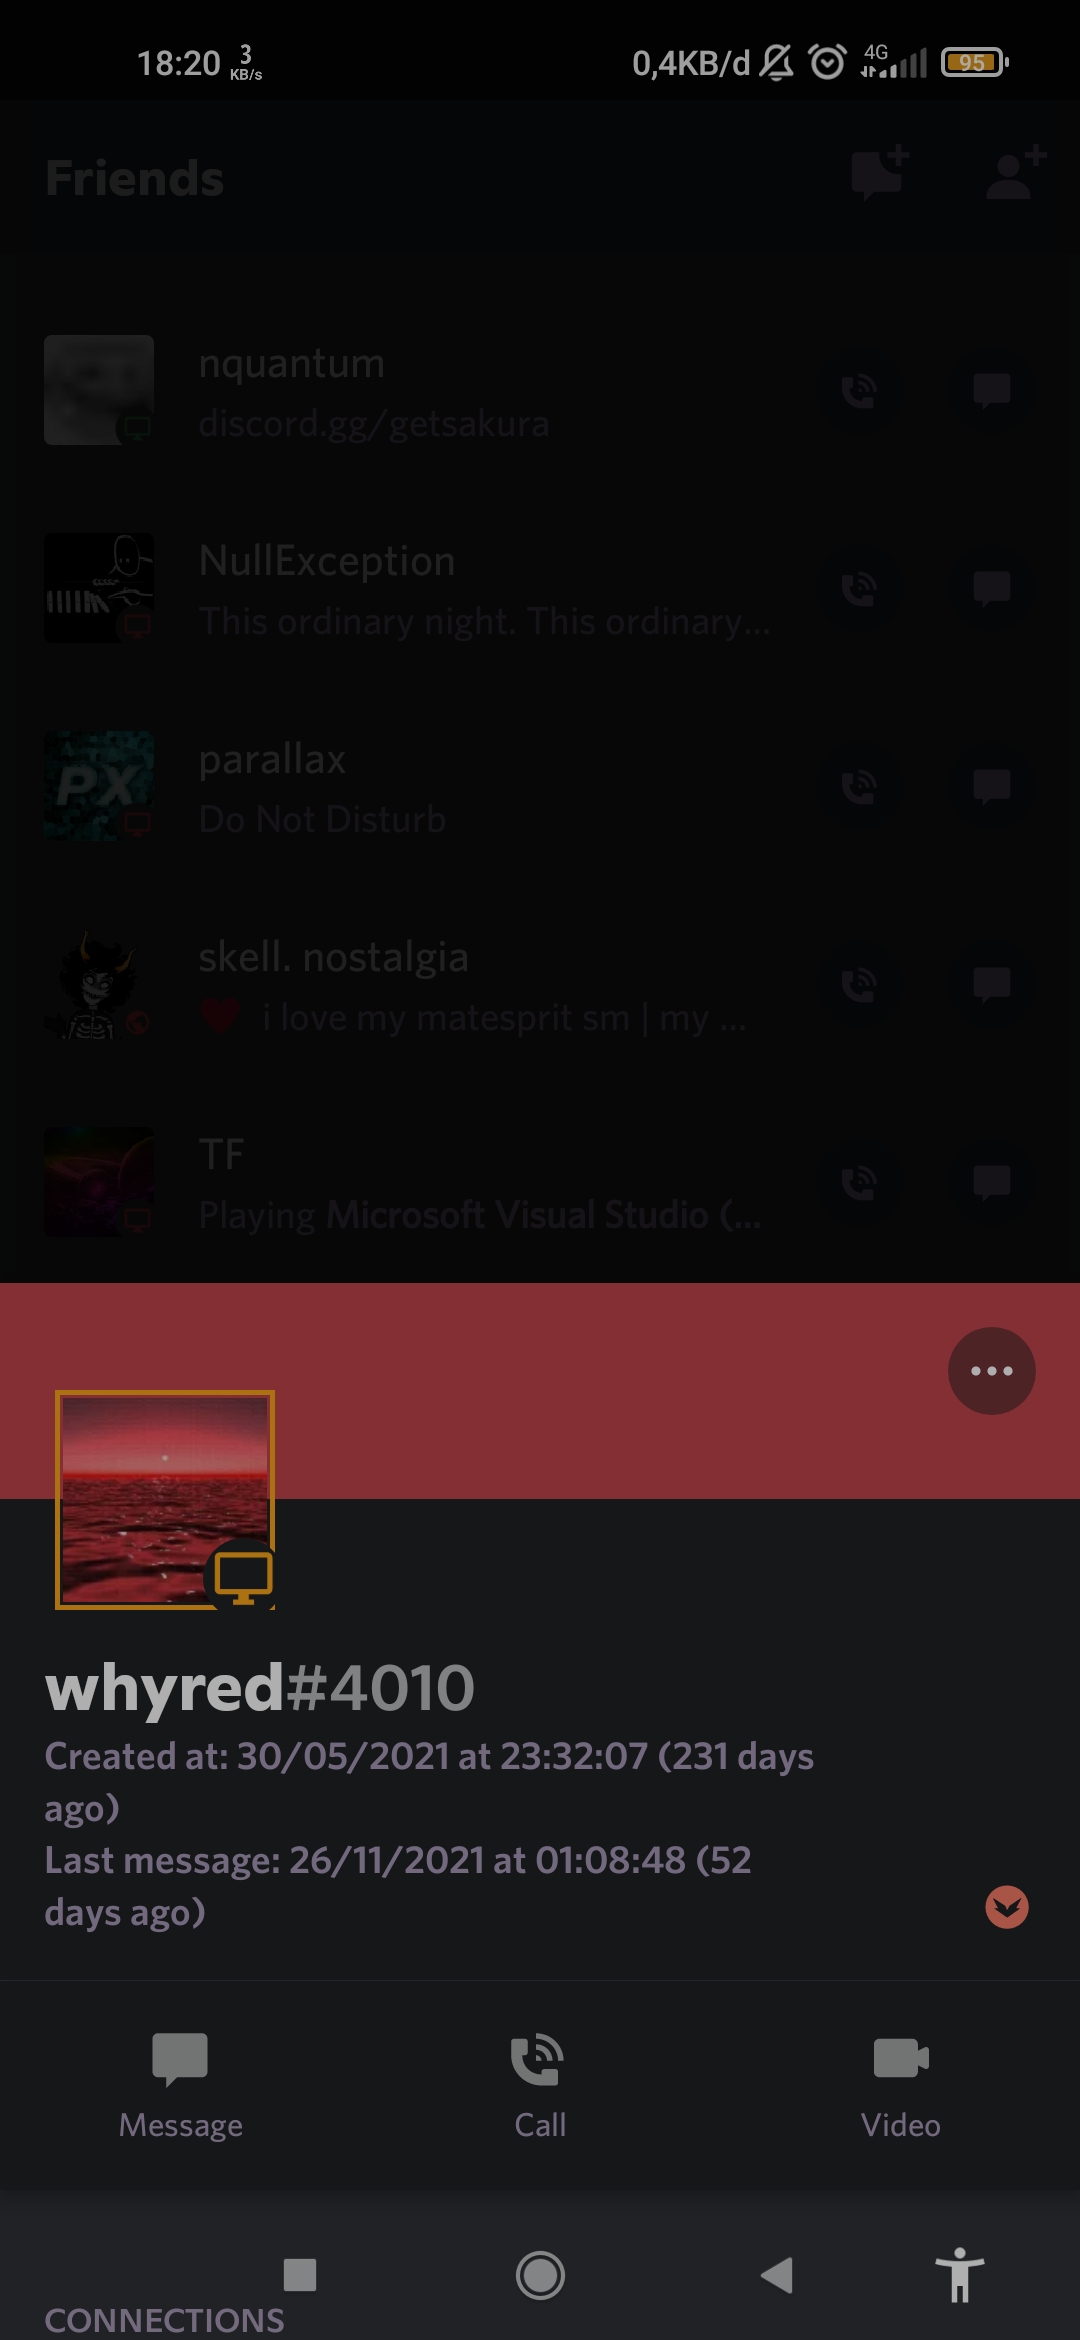 18:20 3 KB/s 0,4KB/d 4G 95
Friends
nquantum
discord.gg/getsakura
NullException
This ordinary night. This ordinary...
PX
parallax
Do Not Disturb
skell. nostalgia
i love my matesprit sm | my ...
TF
Playing Microsoft Visual Studio (...
whyred#4010
Created at: 30/05/2021 at 23:32:07 (231 days
ago)
Last message: 26/11/2021 at 01:08:48 (52
days ago)
Message Call Video
CONNECTIONS